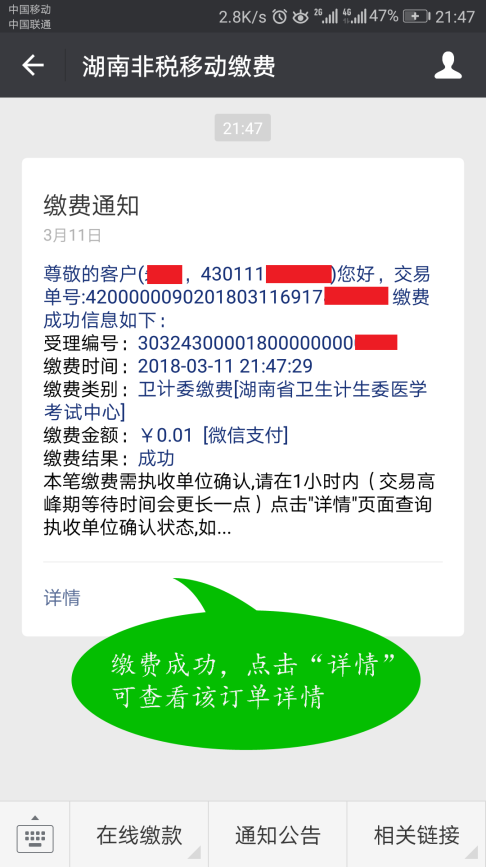 中国移动
中国联通
2.8K/s 2G 4G 47% 21:47
湖南非税移动缴费
21:47
缴费通知
3月11日
尊敬的客户( ，430111 )您好，交易
单号:4200000090201803116917 缴费
成功信息如下：
受理编号：30324300001800000000
缴费时间：2018-03-11 21:47:29
缴费类别：卫计委缴费[湖南省卫生计生委医学
考试中心]
缴费金额：￥0.01 [微信支付]
缴费结果：成功
本笔缴费需执收单位确认,请在1小时内（交易高
峰期等待时间会更长一点）点击"详情"页面查询
执收单位确认状态,如...
详情
缴费成功，点击“详情”
可查看该订单详情
在线缴款 通知公告 相关链接